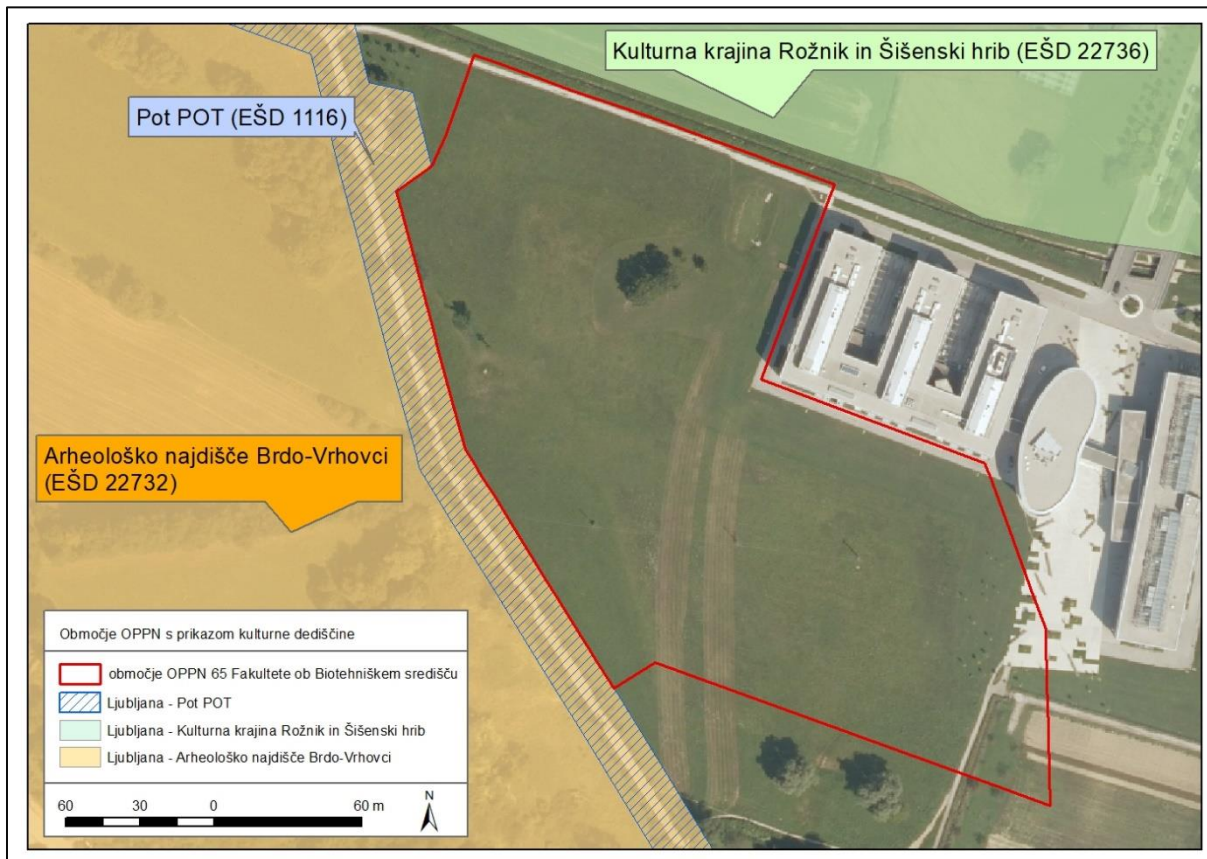 Kulturna krajina Rožnik in Šišenski hrib (EŠD 22736)
Pot POT (EŠD 1116)
Arheološko najdišče Brdo-Vrhovci
(EŠD 22732)
Območje OPPN s prikazom kulturne dediščine
območje OPPN 65 Fakultete ob Biotehniškem središču
Ljubljana - Pot POT
Ljubljana - Kulturna krajina Rožnik in Šišenski hrib
Ljubljana - Arheološko najdišče Brdo-Vrhovci
60 30 0 60 m
N